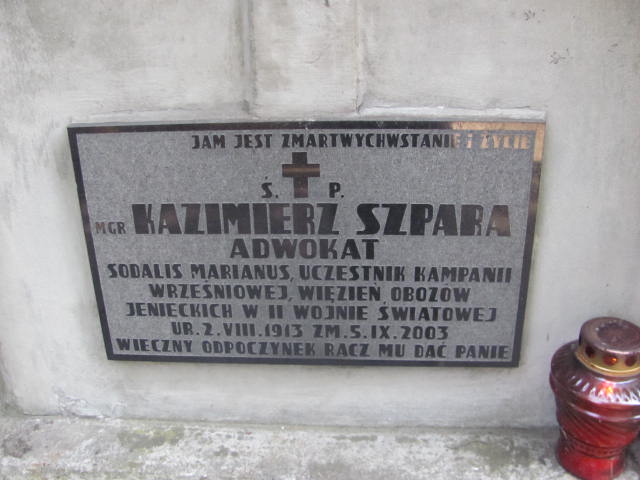 JAM JEST ZMARTWYCHWSTANIE I ŻYCIE
Ś. P.
MGR KAZIMIERZ SZPARA
ADWOKAT
SODALIS MARIANUS, UCZESTNIK KAMPANII
WRZEŚNIOWEJ, WIĘZIEŃ OBOZÓW
JENIECKICH W II WOJNIE ŚWIATOWEJ
UR. 2. VIII. 1913 ZM. 5. IX. 2003
WIECZNY ODPOCZYNEK RACZ MU DAĆ PANIE